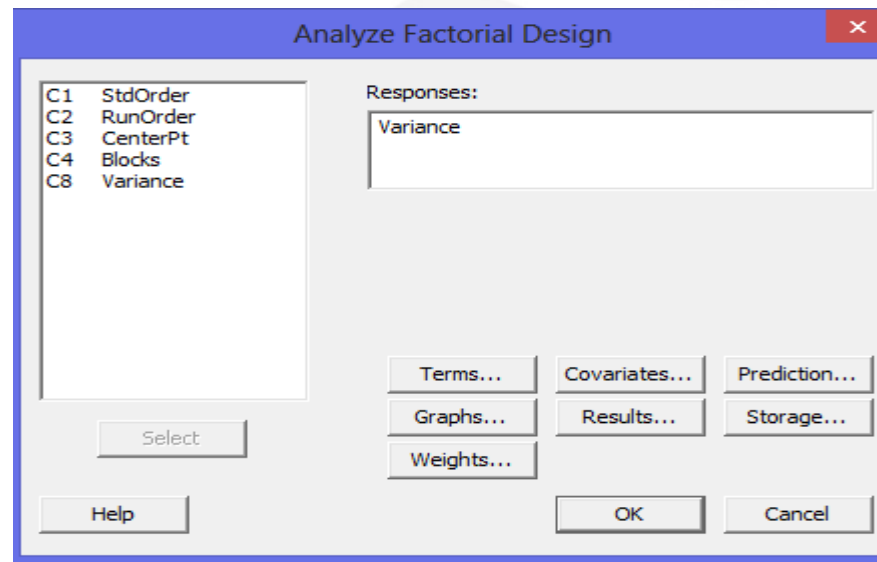 Analyze Factorial Design
C1 StdOrder
C2 RunOrder
C3 CenterPt
C4 Blocks
C8 Variance
Responses:
Variance
Terms... Covariates... Prediction...
Graphs... Results... Storage...
Select
Weights...
Help OK Cancel